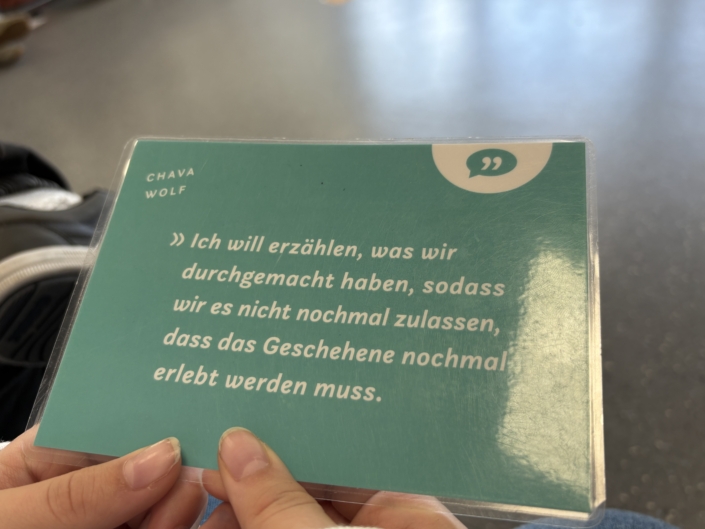 CHAVA
WOLF
» Ich will erzählen, was wir
durchgemacht haben, sodass
wir es nicht nochmal zulassen,
dass das Geschehene nochmal
erlebt werden muss.